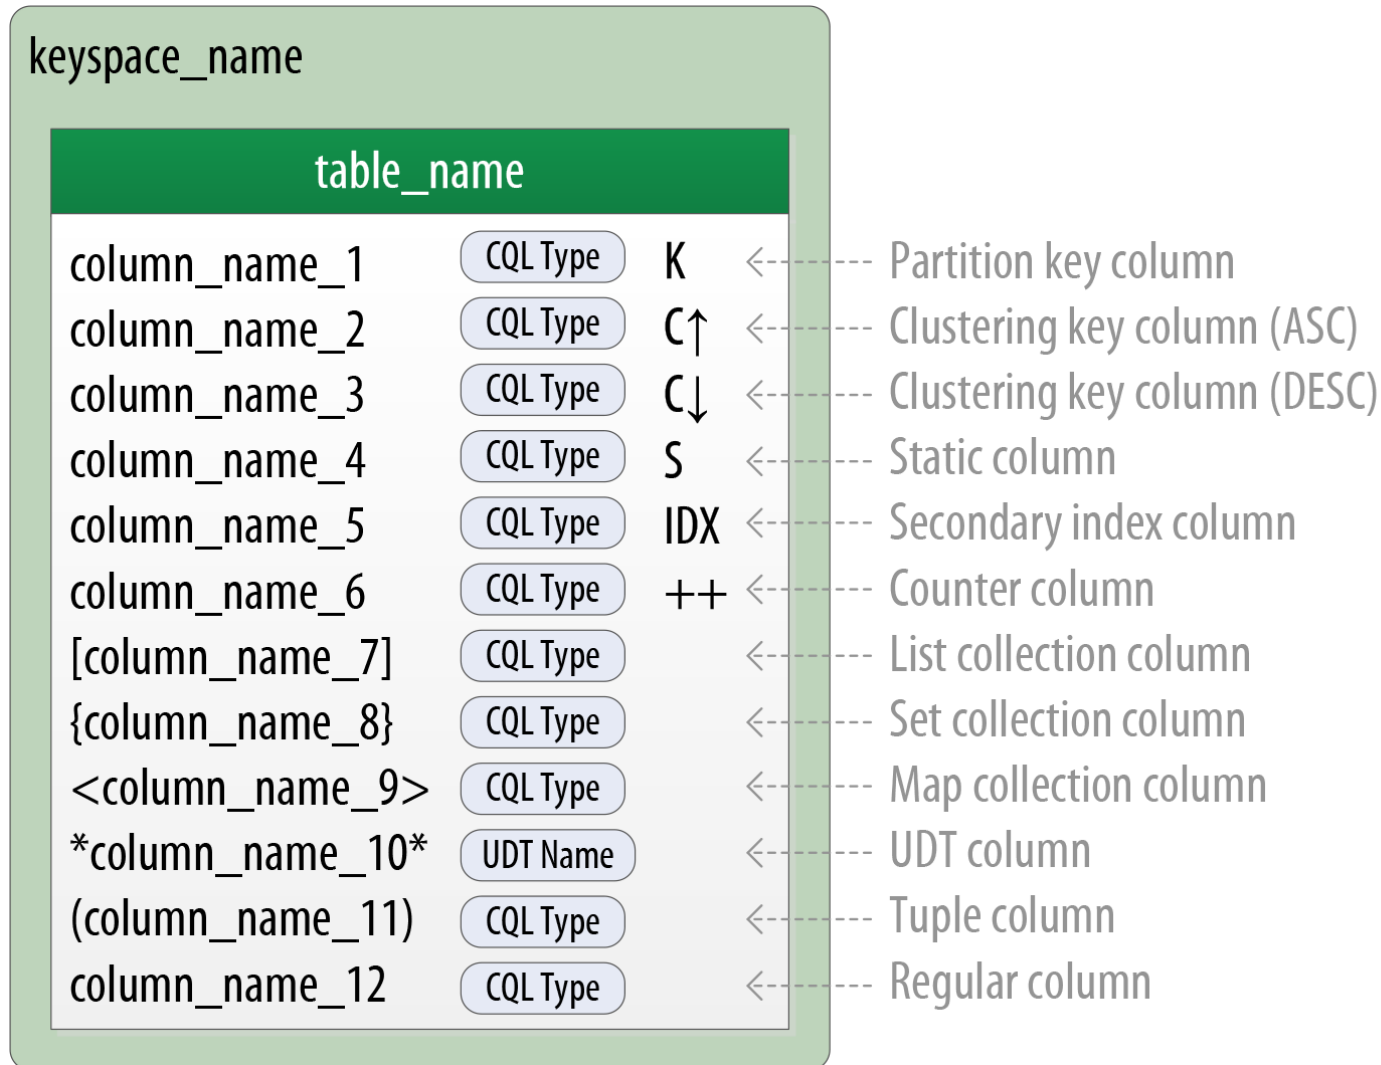 keyspace_name
table_name
column_name_1 CQL Type K Partition key column
column_name_2 CQL Type C↑ Clustering key column (ASC)
column_name_3 CQL Type C↓ Clustering key column (DESC)
column_name_4 CQL Type S Static column
column_name_5 CQL Type IDX Secondary index column
column_name_6 CQL Type ++ Counter column
[column_name_7] CQL Type List collection column
{column_name_8} CQL Type Set collection column
<column_name_9> CQL Type Map collection column
*column_name_10* UDT Name UDT column
(column_name_11) CQL Type Tuple column
column_name_12 CQL Type Regular column